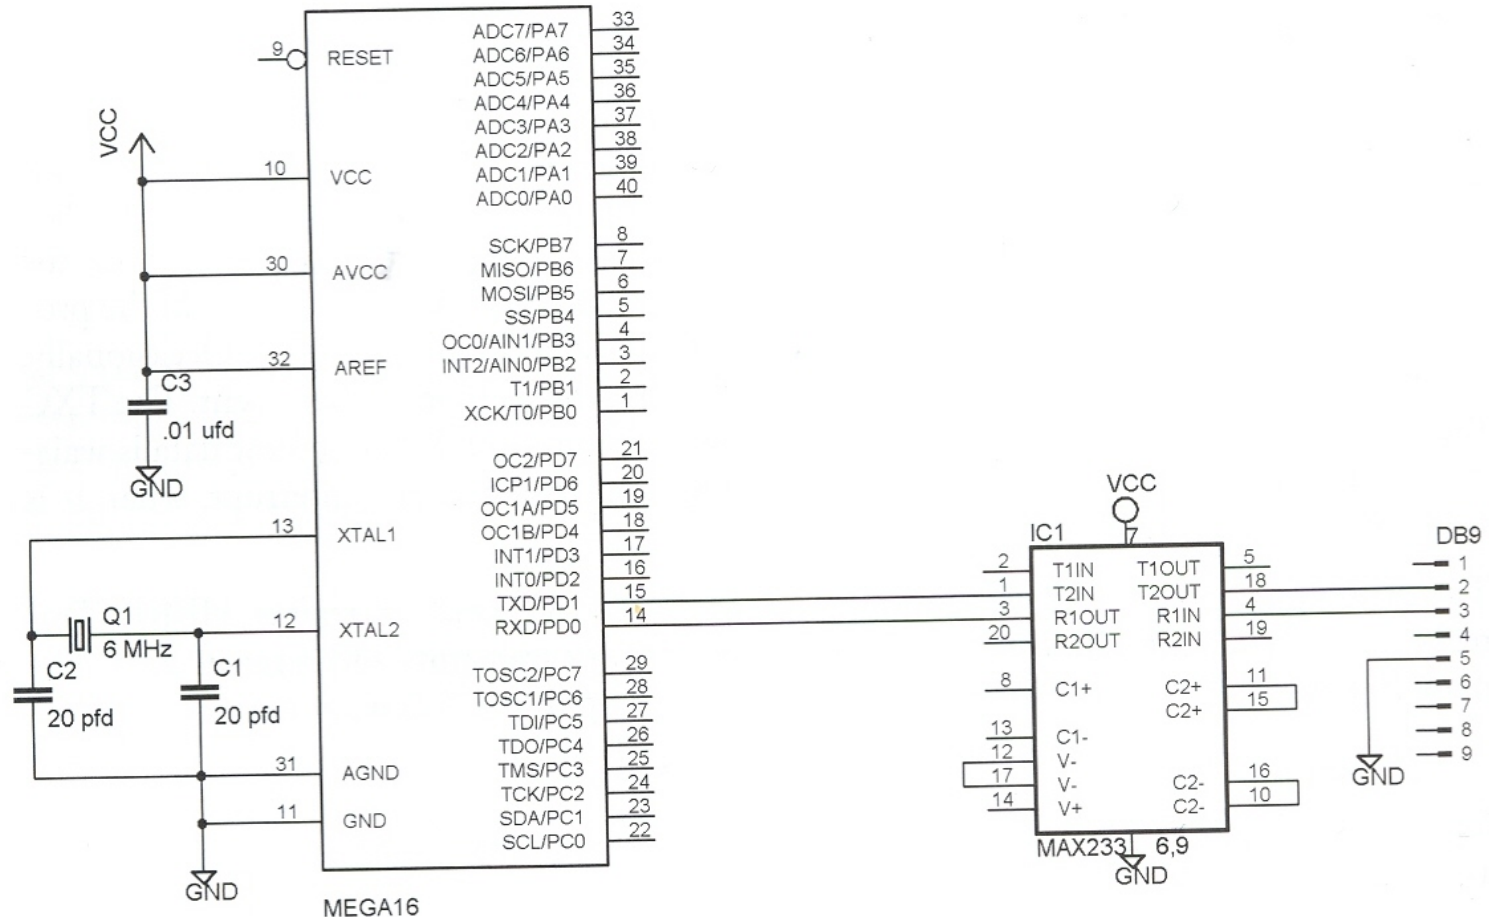 VCC
9 RESET
10 VCC
30 AVCC
32 AREF
C3
.01 ufd
GND
13 XTAL1
Q1
6 MHz
12 XTAL2
C2
20 pfd
C1
20 pfd
31 AGND
11 GND
GND
ADC7/PA7 33
ADC6/PA6 34
ADC5/PA5 35
ADC4/PA4 36
ADC3/PA3 37
ADC2/PA2 38
ADC1/PA1 39
ADC0/PA0 40
SCK/PB7 8
MISO/PB6 7
MOSI/PB5 6
SS/PB4 5
OC0/AIN1/PB3 4
INT2/AIN0/PB2 3
T1/PB1 2
XCK/T0/PB0 1
OC2/PD7 21
ICP1/PD6 20
OC1A/PD5 19
OC1B/PD4 18
INT1/PD3 17
INT0/PD2 16
TXD/PD1 15
RXD/PD0 14
TOSC2/PC7 29
TOSC1/PC6 28
TDI/PC5 27
TDO/PC4 26
TMS/PC3 25
TCK/PC2 24
SDA/PC1 23
SCL/PC0 22
MEGA16
VCC
7
IC1
2 T1IN T1OUT 5
1 T2IN T2OUT 18
3 R1OUT R1IN 4
20 R2OUT R2IN 19
8 C1+ C2+ 11
C2+ 15
13 C1-
12 V-
17 V- C2- 16
14 V+ C2- 10
MAX233 6,9
GND
DB9
1
2
3
4
5
6
7
8
9
GND